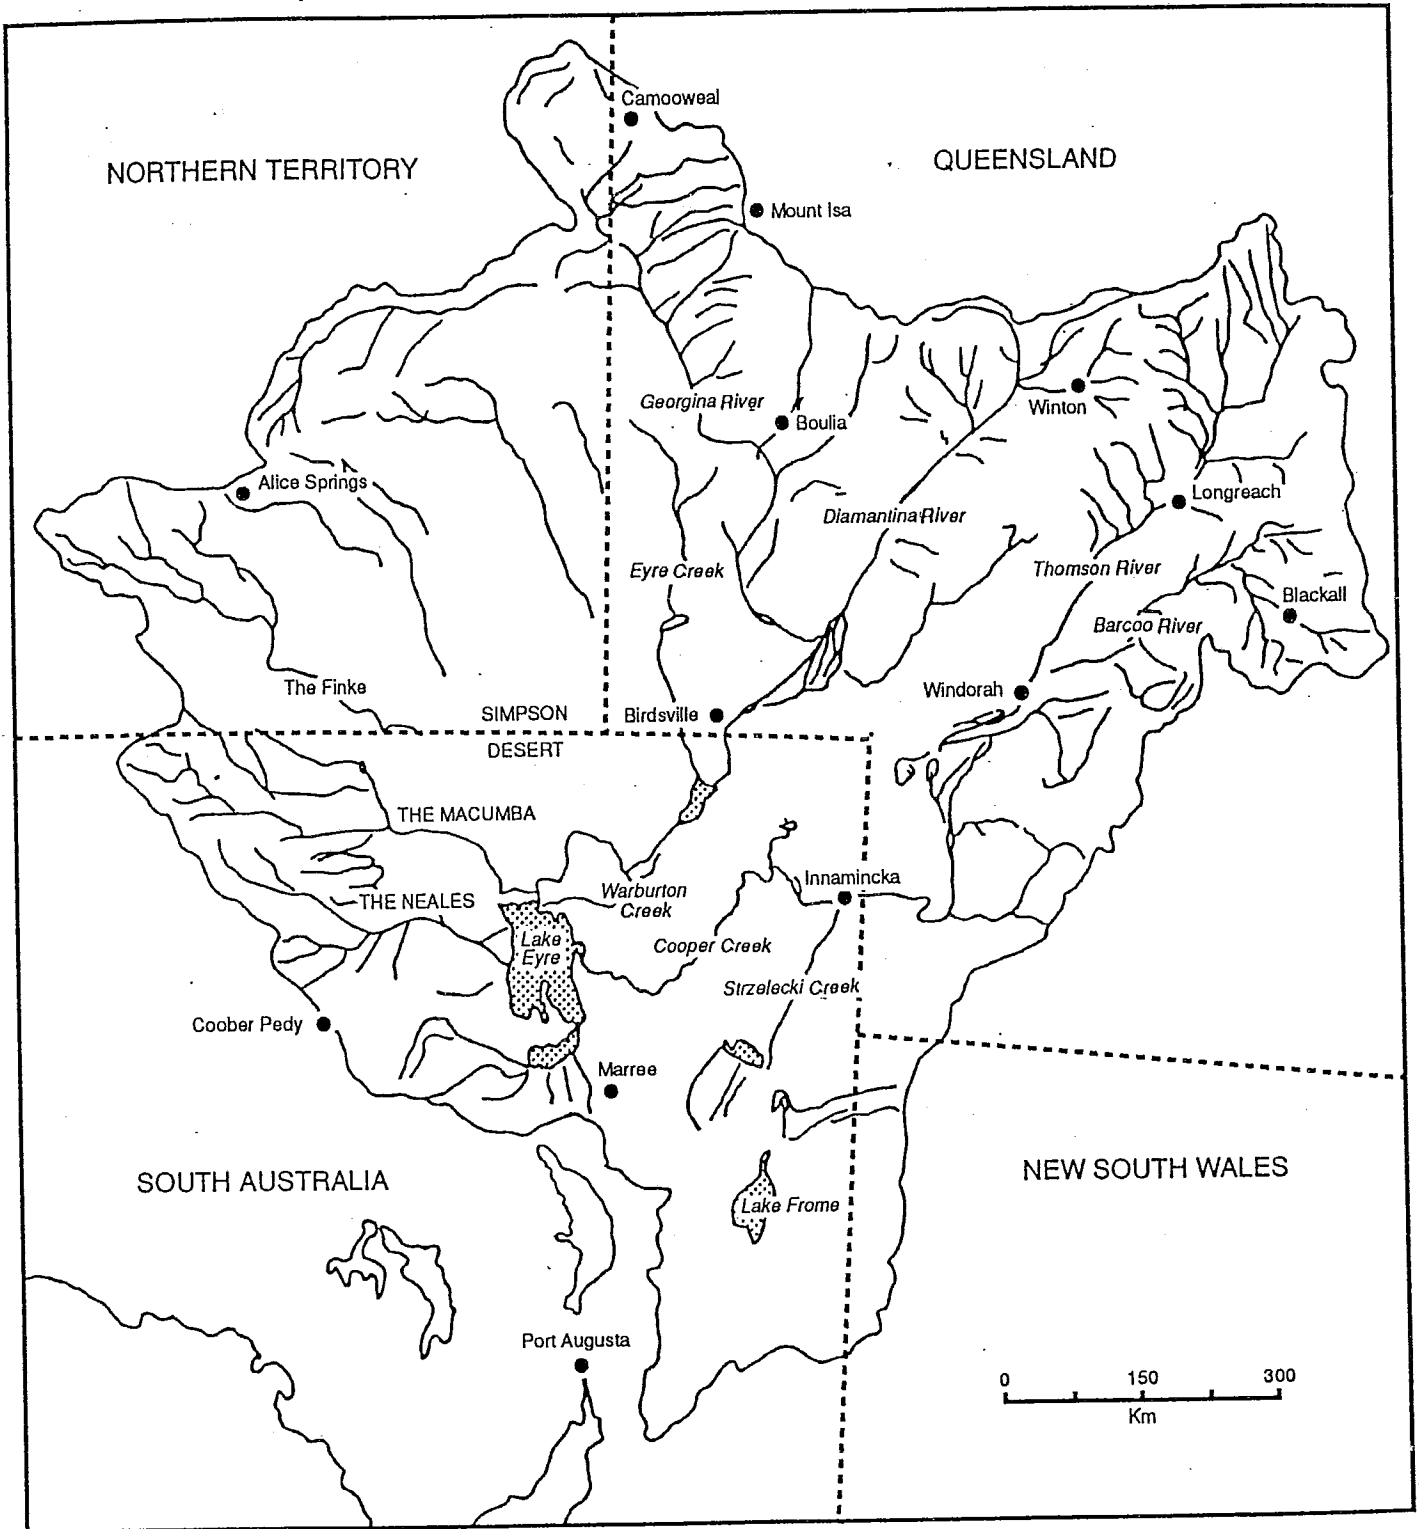 Camooweal
NORTHERN TERRITORY
QUEENSLAND
Mount Isa
Georgina River
Boulia
Winton
Alice Springs
Longreach
Diamantina River
Eyre Creek
Thomson River
Blackall
Barcoo River
The Finke
Windorah
SIMPSON
DESERT
Birdsville
THE MACUMBA
Innamincka
Warburton
Creek
THE NEALES
Lake
Eyre
Cooper Creek
Strzelecki Creek
Coober Pedy
Marree
SOUTH AUSTRALIA
NEW SOUTH WALES
Lake Frome
Port Augusta
0 150 300
Km